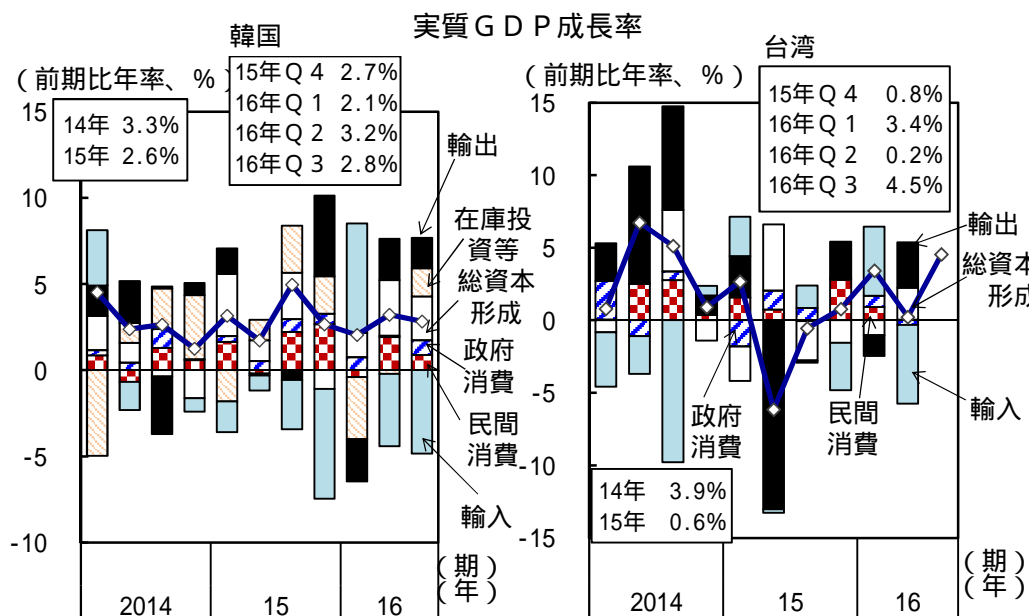 実質ＧＤＰ成長率
韓国
(前期比年率、%)
14年 3.3%
15年 2.6%
15年Ｑ4 2.7%
16年Ｑ1 2.1%
16年Ｑ2 3.2%
16年Ｑ3 2.8%
15
10
5
0
-5
-10
輸出
在庫投
資等
総資本
形成
政府
消費
民間
消費
輸入
(期)
(年)
2014
15
16
台湾
(前期比年率、%)
15年Ｑ4 0.8%
16年Ｑ1 3.4%
16年Ｑ2 0.2%
16年Ｑ3 4.5%
15
10
5
0
-5
-10
-15
輸出
総資本
形成
政府
消費
民間
消費
輸入
14年 3.9%
15年 0.6%
(期)
(年)
2014
15
16